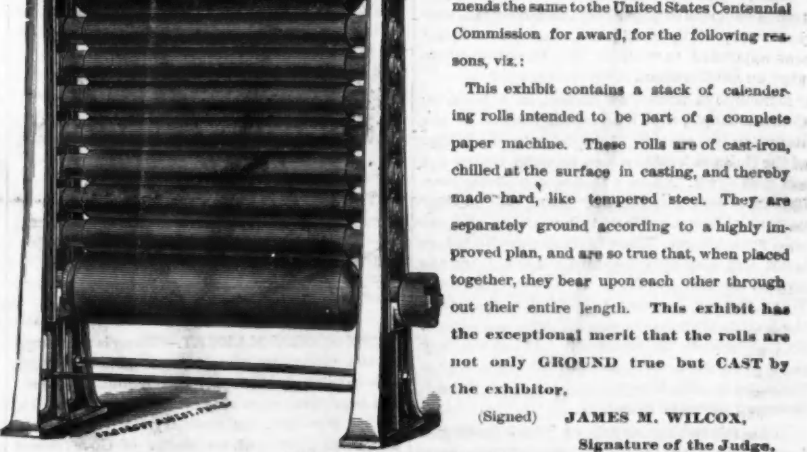 mends the same to the United States Centennial
Commission for award, for the following rea-
sons, viz.:
This exhibit contains a stack of calender-
ing rolls intended to be part of a complete
paper machine. These rolls are of cast-iron,
chilled at the surface in casting, and thereby
made hard, like tempered steel. They are
separately ground according to a highly im-
proved plan, and are so true that, when placed
together, they bear upon each other through
out their entire length. This exhibit has
the exceptional merit that the rolls are
not only GROUND true but CAST by
the exhibitor.
(Signed) JAMES M. WILCOX,
Signature of the Judge.